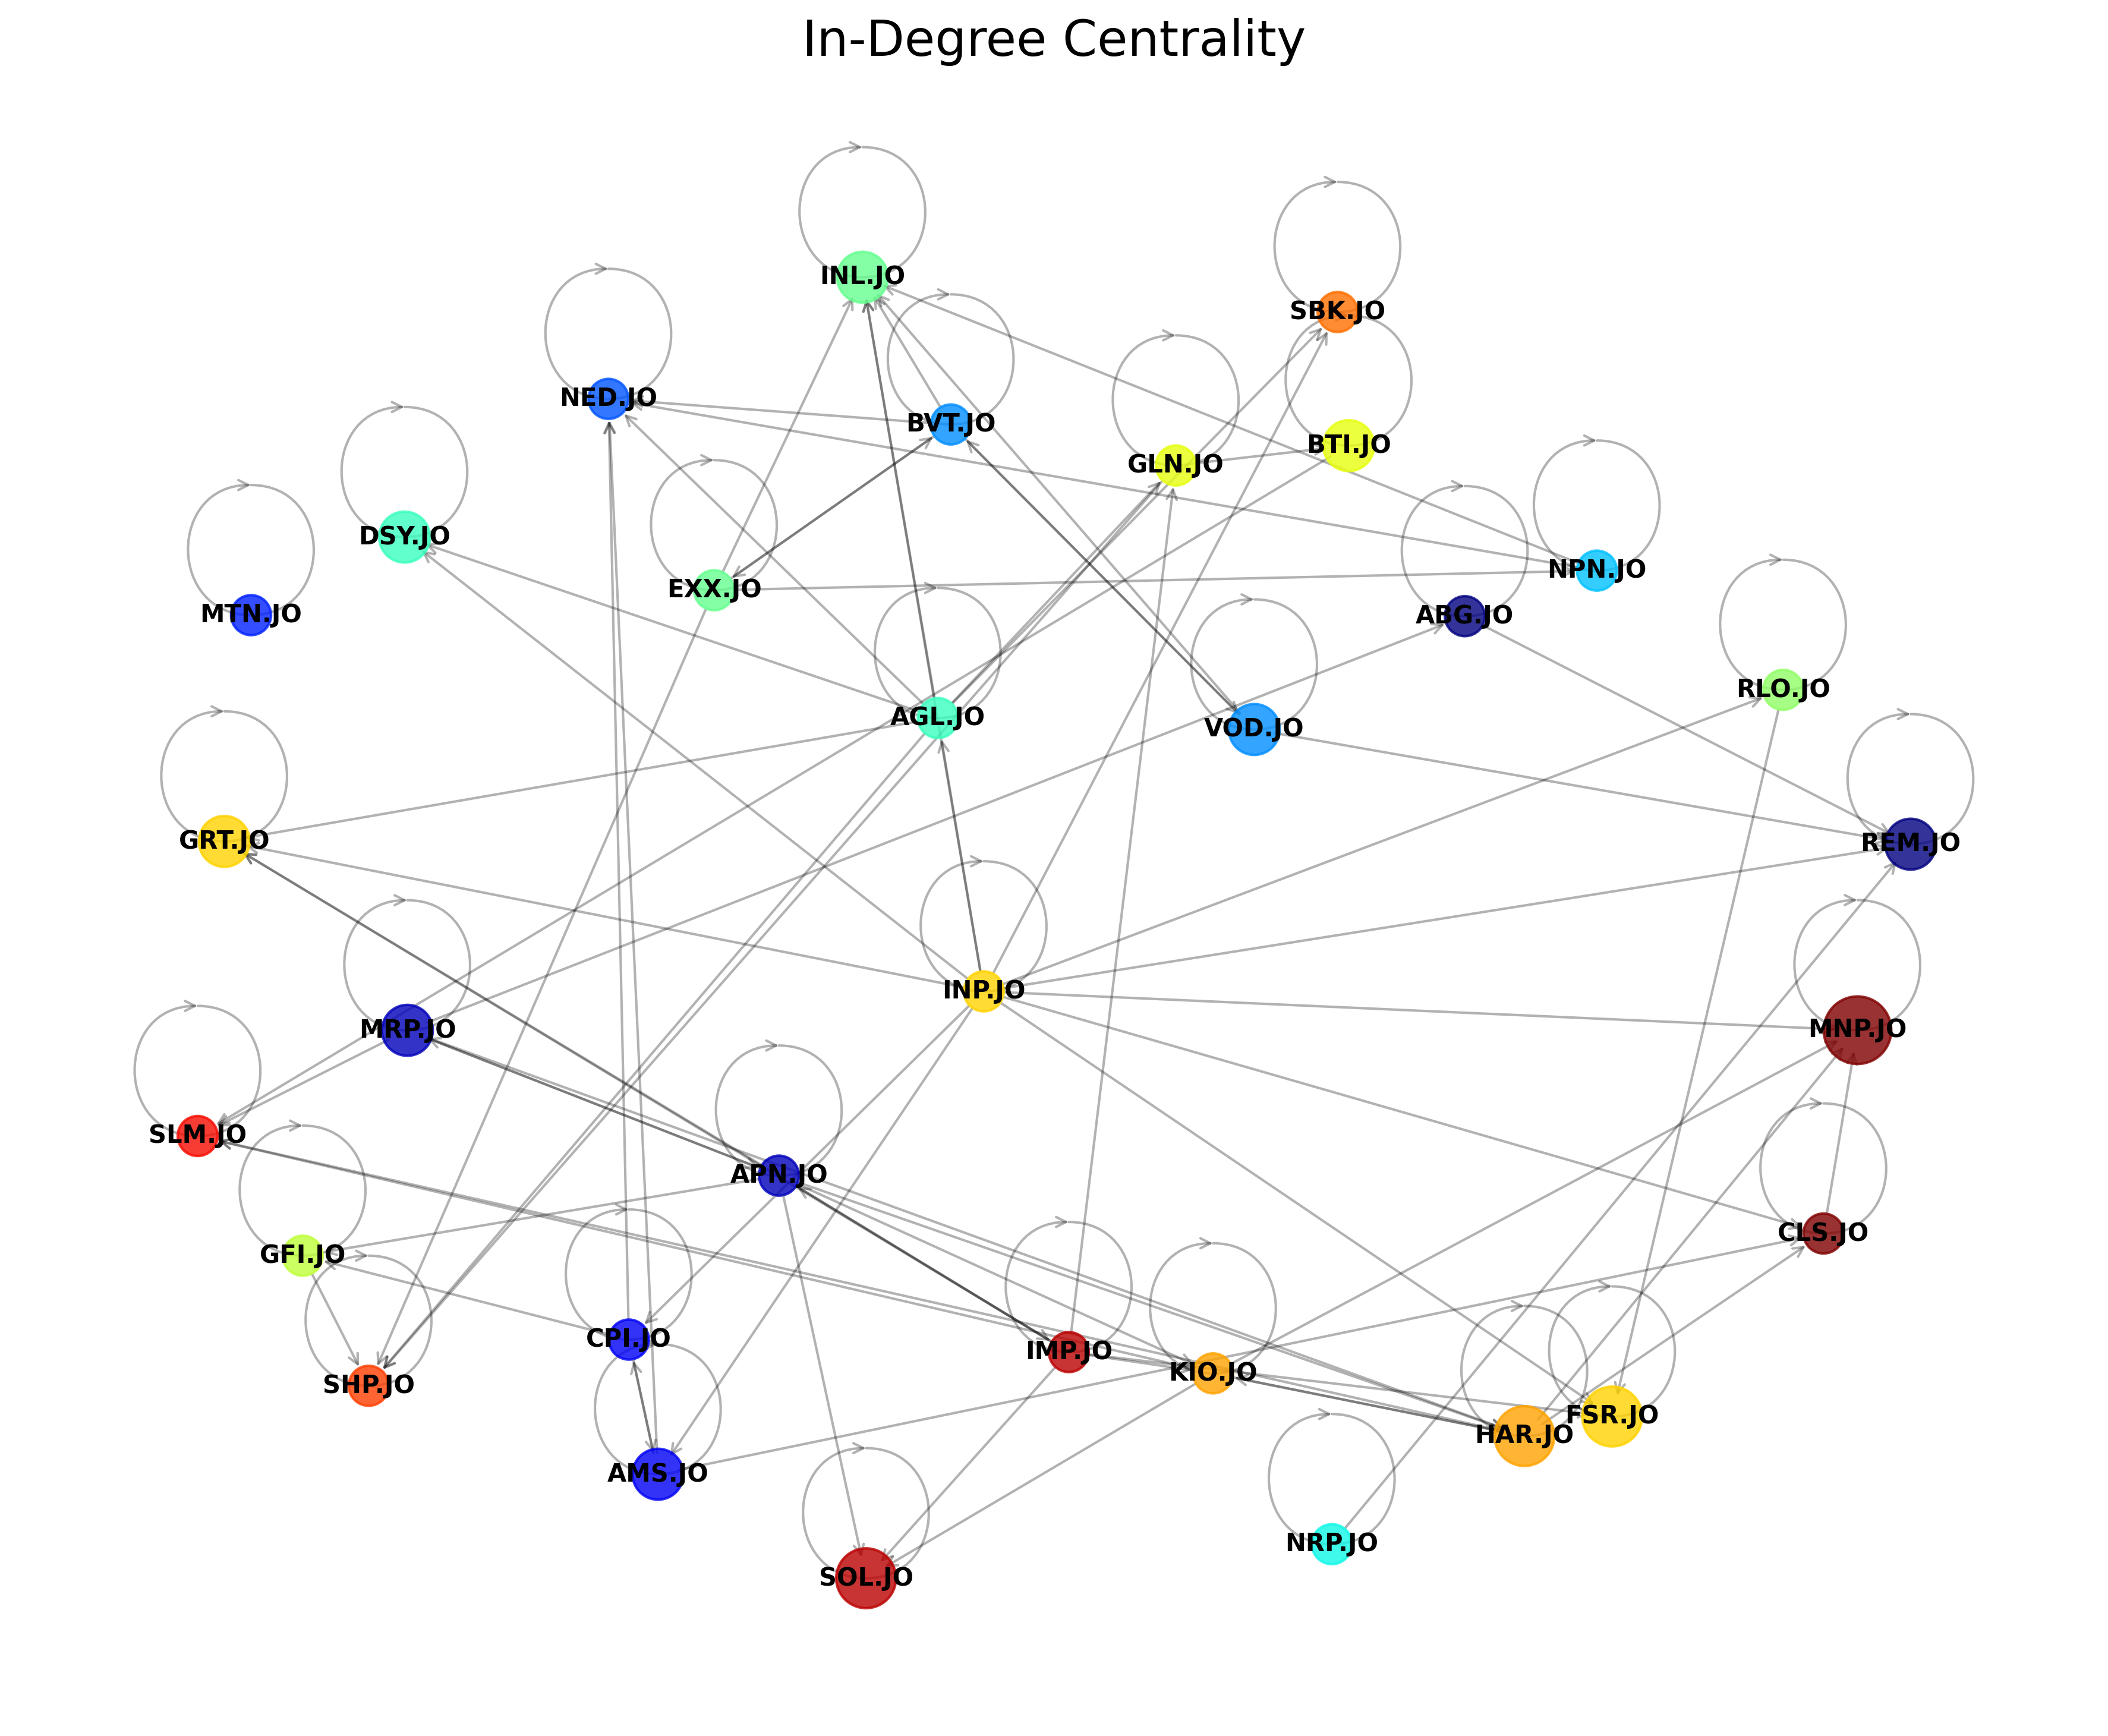 In-Degree Centrality
INL.JO
SBK.JO
NED.JO
BVT.JO
BTI.JO
GLN.JO
DSY.JO
NPN.JO
EXX.JO
MTN.JO
ABG.JO
RLO.JO
AGL.JO
VOD.JO
GRT.JO
REM.JO
INP.JO
MRP.JO
MNP.JO
SLM.JO
APN.JO
CLS.JO
GFI.JO
CPI.JO
IMP.JO
KIO.JO
SHP.JO
FSR.JO
HAR.JO
AMS.JO
NRP.JO
SOL.JO